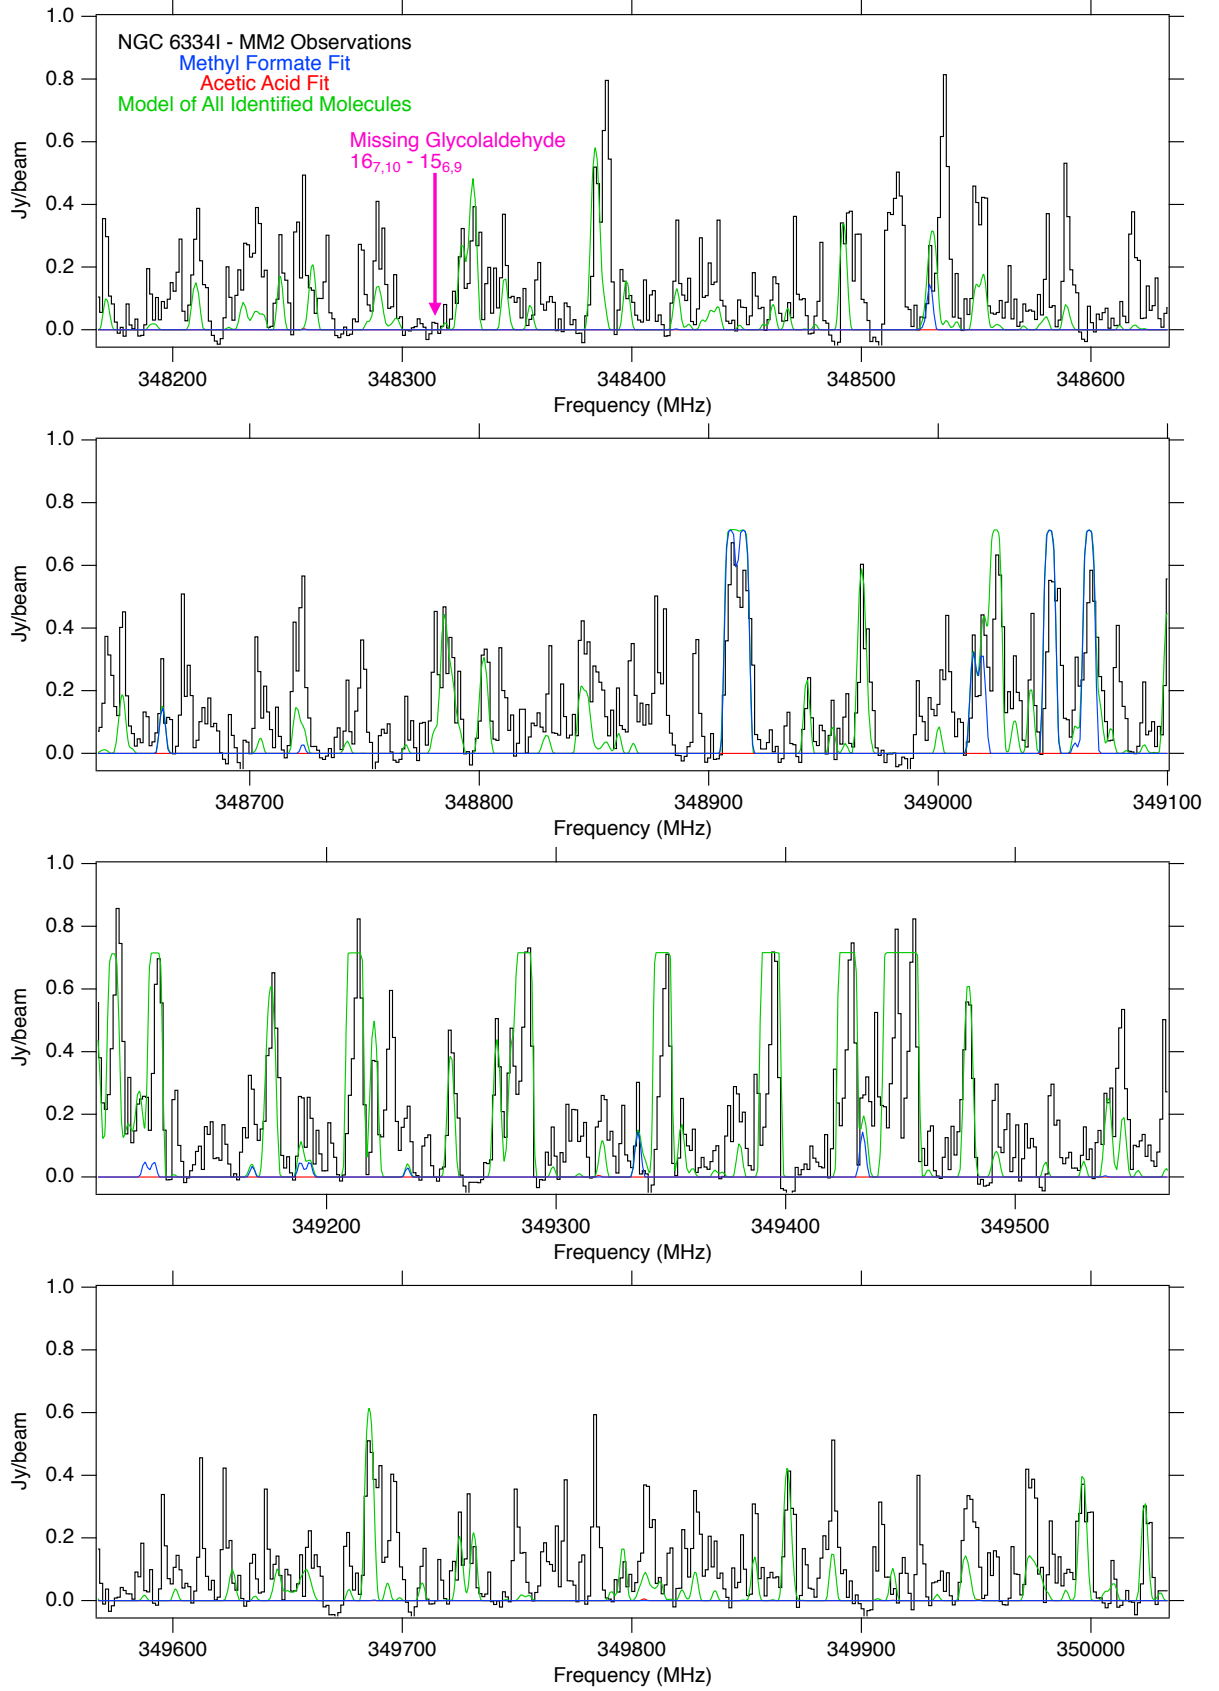 1.0
NGC 6334I - MM2 Observations
Methyl Formate Fit
Acetic Acid Fit
Model of All Identified Molecules
Missing Glycolaldehyde
16₇,₁₀ - 15₆,₉
0.8
0.6
0.4
0.2
0.0
Jy/beam
348200 348300 348400 348500 348600
Frequency (MHz)
1.0
0.8
0.6
0.4
0.2
0.0
Jy/beam
348700 348800 348900 349000 349100
Frequency (MHz)
1.0
0.8
0.6
0.4
0.2
0.0
Jy/beam
349200 349300 349400 349500
Frequency (MHz)
1.0
0.8
0.6
0.4
0.2
0.0
Jy/beam
349600 349700 349800 349900 350000
Frequency (MHz)